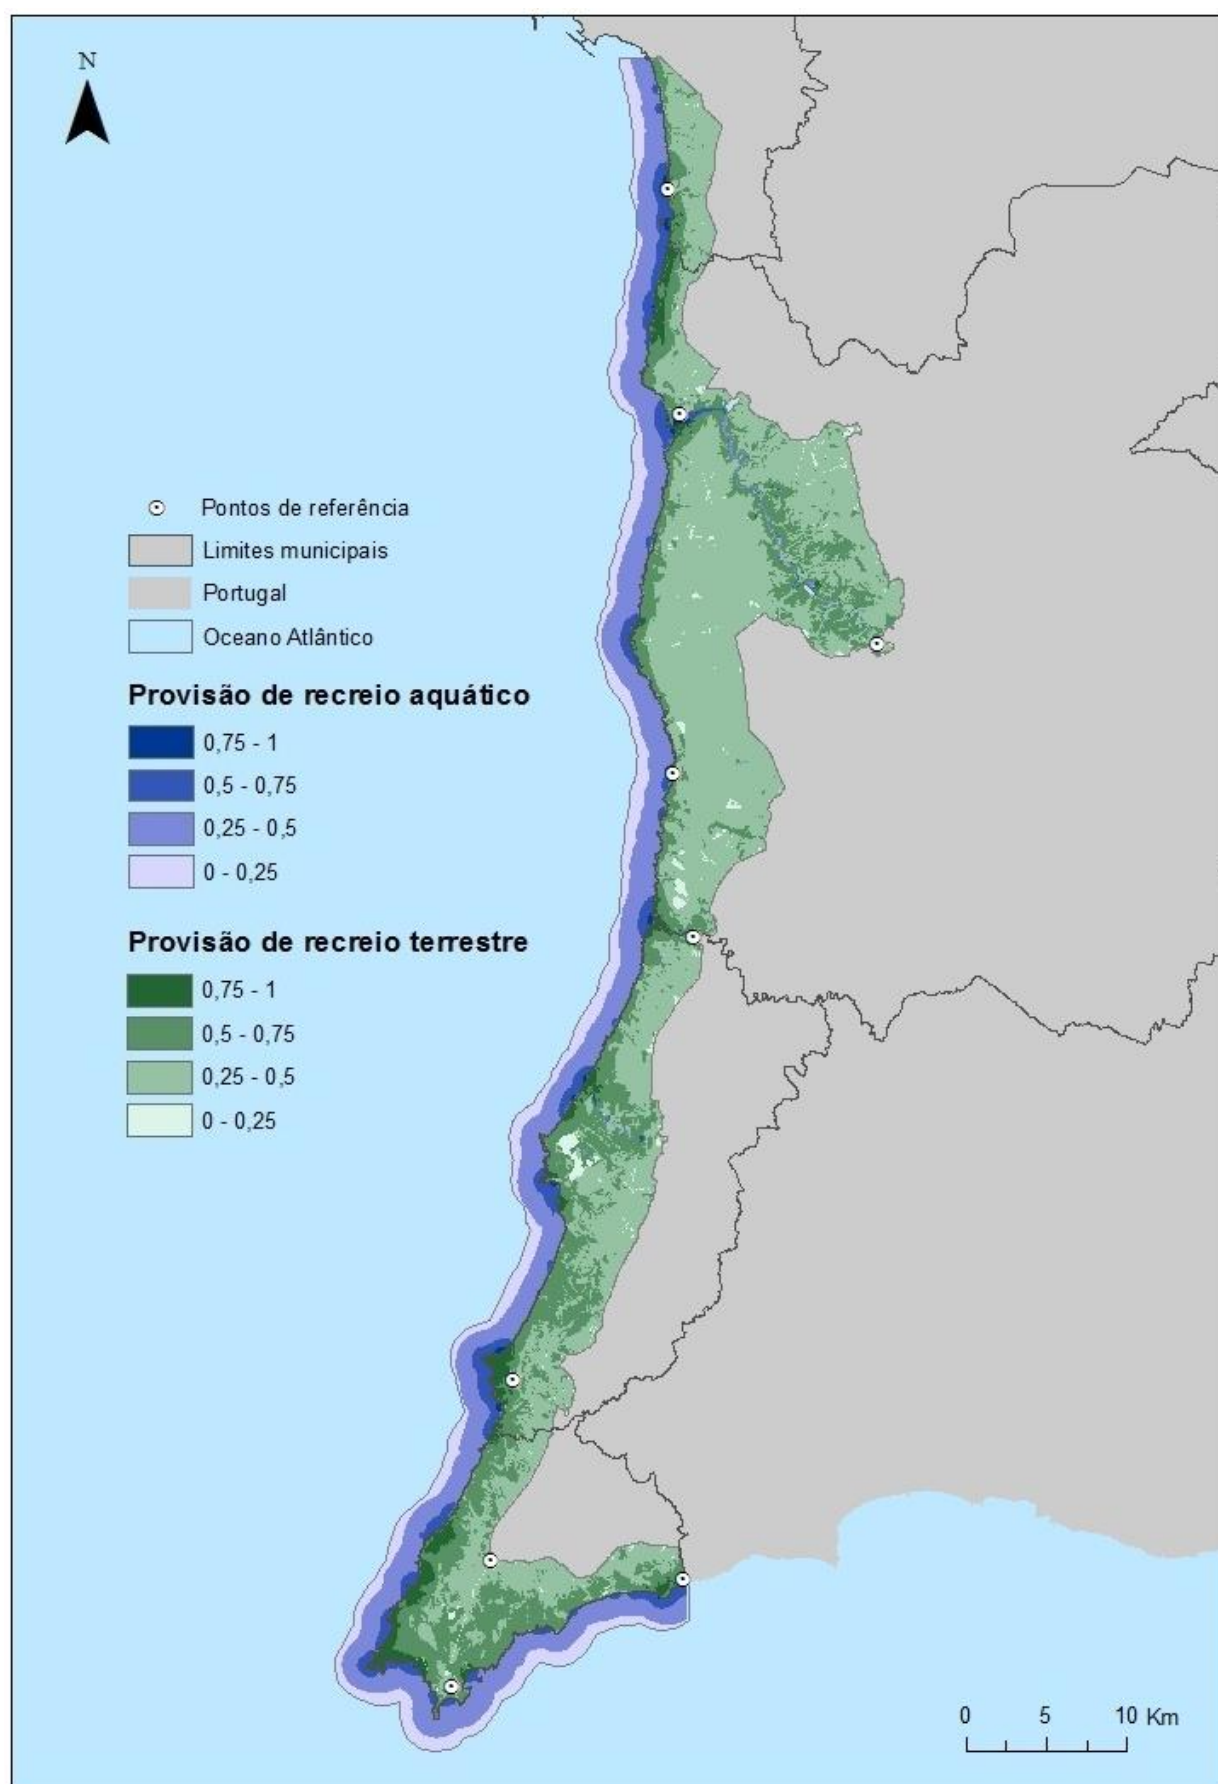 N
Pontos de referência
Limites municipais
Portugal
Oceano Atlântico
Provisão de recreio aquático
0,75 - 1
0,5 - 0,75
0,25 - 0,5
0 - 0,25
Provisão de recreio terrestre
0,75 - 1
0,5 - 0,75
0,25 - 0,5
0 - 0,25
0 5 10 Km